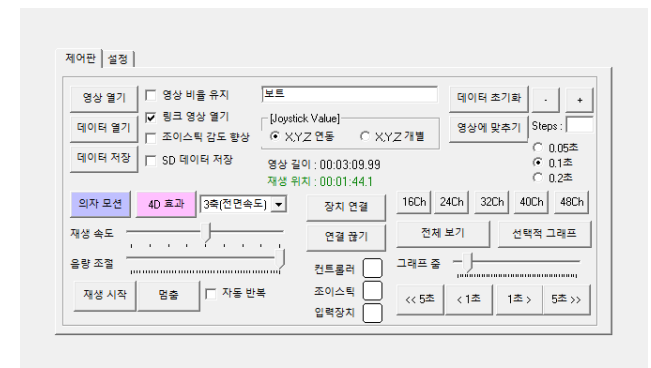 제어판 설정
영상 열기 영상 비율 유지 보트 데이터 초기화 - +
링크 영상 열기 [Joystick Value]
데이터 열기 조이스틱 감도 향상 X,Y,Z 연동 X,Y,Z 개별 영상에 맞추기 Steps :
데이터 저장 SD 데이터 저장 영상 길이 : 00:03:09.99 0.05초
0.1초
재생 위치 : 00:01:44.1 0.2초
의자 모션 4D 효과 3축(전면속도) 장치 연결 16Ch 24Ch 32Ch 40Ch 48Ch
재생 속도 연결 끊기 전체 보기 선택적 그래프
음량 조절 컨트롤러 그래프 줌
재생 시작 멈춤 자동 반복 조이스틱 << 5초 < 1초 1초 > 5초 >>
입력장치